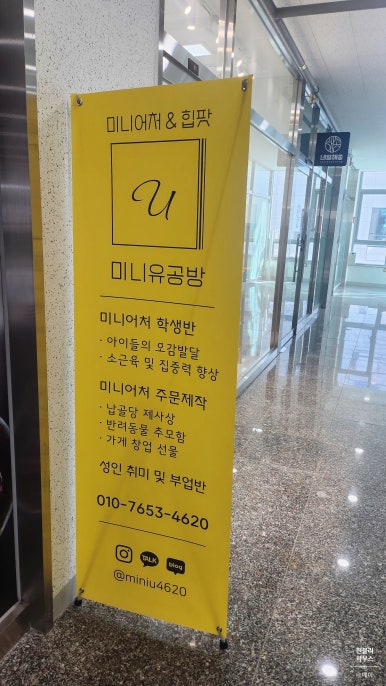 미니어처 & 힙팟
u
미니유공방
미니어처 학생반
· 아이들의 오감발달
· 소근육 및 집중력 향상
미니어처 주문제작
· 납골당 제사상
· 반려동물 추모함
· 가게 창업 선물
성인 취미 및 부업반
010-7653-4620
TALK
blog
@miniu4620